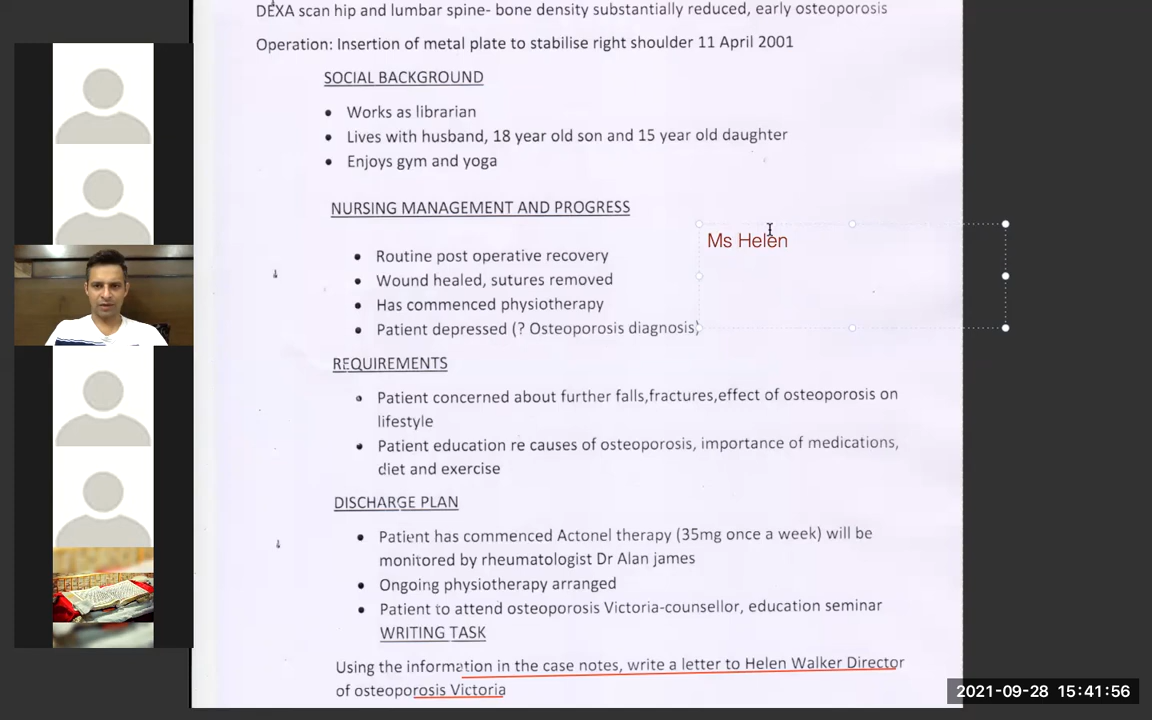 DEXA scan hip and lumbar spine- bone density substantially reduced, early osteoporosis
Operation: Insertion of metal plate to stabilise right shoulder 11 April 2001
SOCIAL BACKGROUND
• Works as librarian
• Lives with husband, 18 year old son and 15 year old daughter
• Enjoys gym and yoga
NURSING MANAGEMENT AND PROGRESS
Ms Helen
• Routine post operative recovery
• Wound healed, sutures removed
• Has commenced physiotherapy
• Patient depressed (? Osteoporosis diagnosis)
REQUIREMENTS
• Patient concerned about further falls,fractures,effect of osteoporosis on
lifestyle
• Patient education re causes of osteoporosis, importance of medications,
diet and exercise
DISCHARGE PLAN
• Patient has commenced Actonel therapy (35mg once a week) will be
monitored by rheumatologist Dr Alan james
• Ongoing physiotherapy arranged
• Patient to attend osteoporosis Victoria-counsellor, education seminar
WRITING TASK
Using the information in the case notes, write a letter to Helen Walker Director
of osteoporosis Victoria
2021-09-28 15:41:56